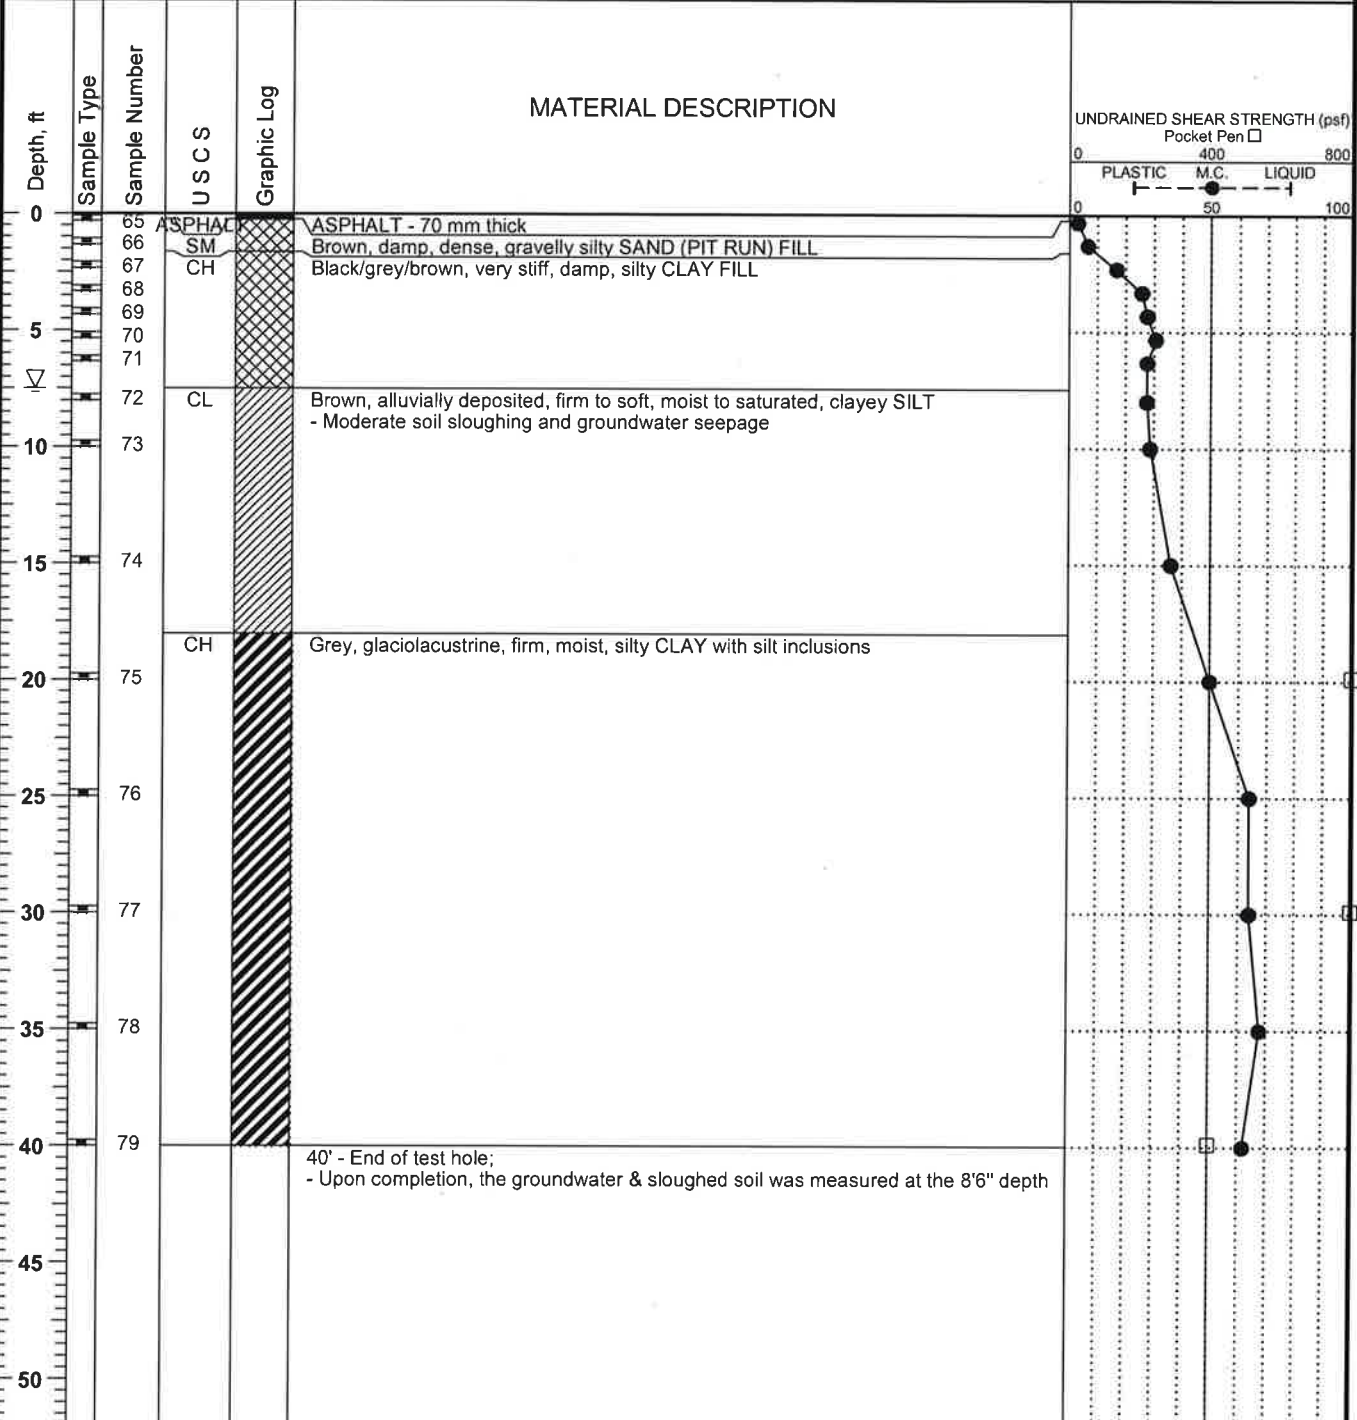 Depth, ft
Sample Type
Sample Number
U S C S
Graphic Log
MATERIAL DESCRIPTION
UNDRAINED SHEAR STRENGTH (psf)
Pocket Pen
0 400 800
PLASTIC M.C. LIQUID
0 50 100
0
65 ASPHALT ASPHALT - 70 mm thick
66 SM Brown, damp, dense, gravelly silty SAND (PIT RUN) FILL
67 CH Black/grey/brown, very stiff, damp, silty CLAY FILL
68
69
5 70
71
72 CL Brown, alluvially deposited, firm to soft, moist to saturated, clayey SILT
- Moderate soil sloughing and groundwater seepage
10 73
15 74
CH Grey, glaciolacustrine, firm, moist, silty CLAY with silt inclusions
20 75
25 76
30 77
35 78
40 79
40' - End of test hole;
- Upon completion, the groundwater & sloughed soil was measured at the 8'6" depth
45
50